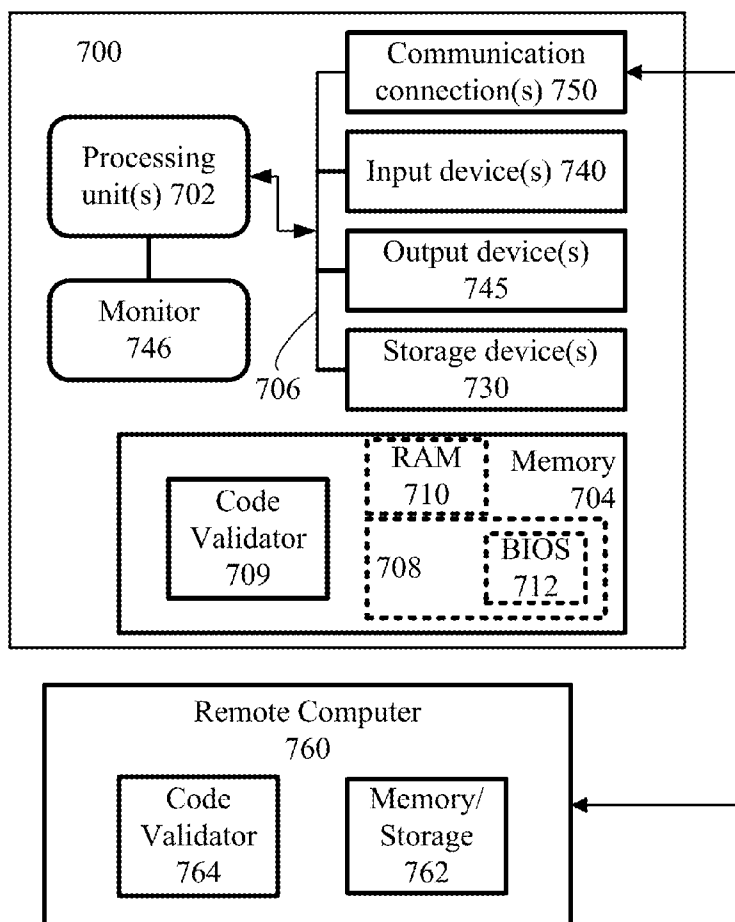 700
Communication
connection(s) 750
Processing
unit(s) 702
Input device(s) 740
Output device(s)
745
Monitor
746
Storage device(s)
730
706
RAM
710
Memory
704
Code
Validator
709
708
BIOS
712
Remote Computer
760
Code
Validator
764
Memory/
Storage
762